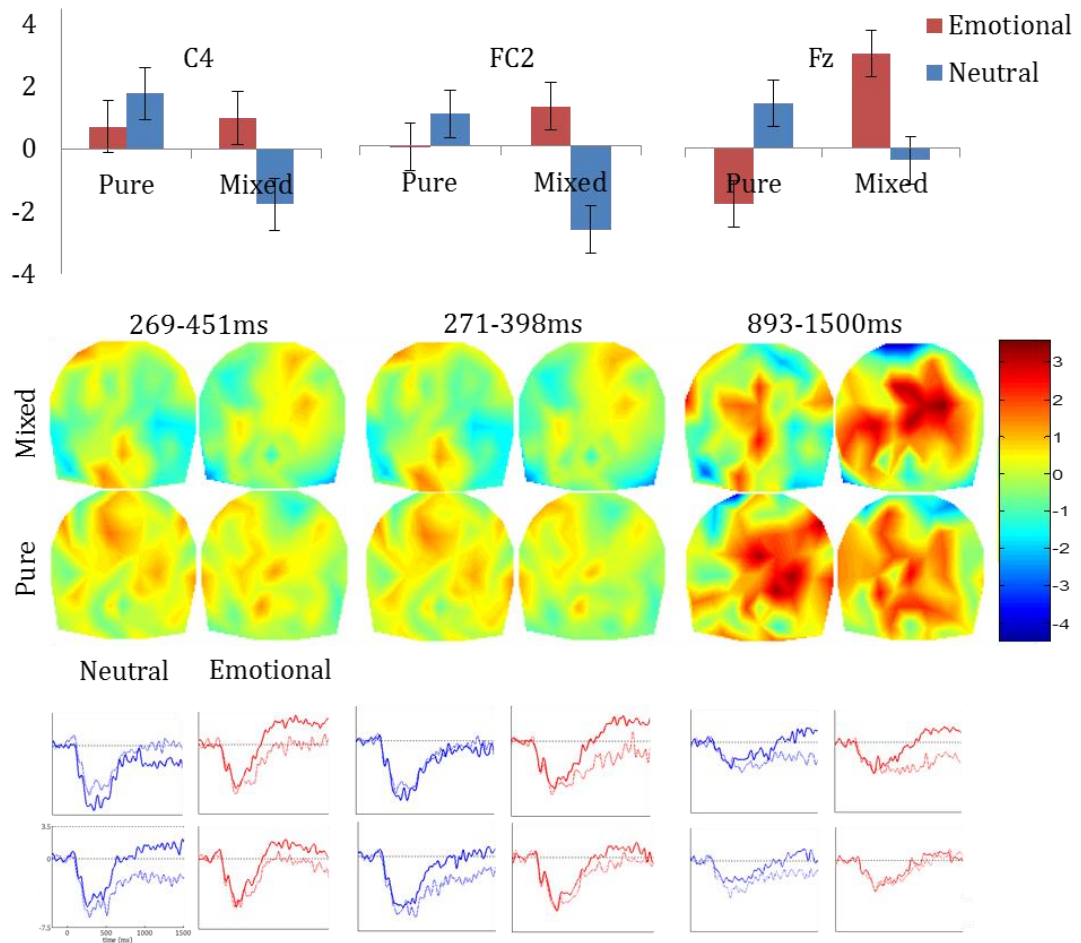 4
2
0
-2
-4
C4
FC2
Fz
Emotional
Neutral
Pure
Mixed
Pure
Mixed
Pure
Mixed
269-451ms
271-398ms
893-1500ms
Mixed
Pure
3
2
1
0
-1
-2
-3
-4
Neutral
Emotional
3.5
0
-7.5
0
500
1000
1500
time (ms)